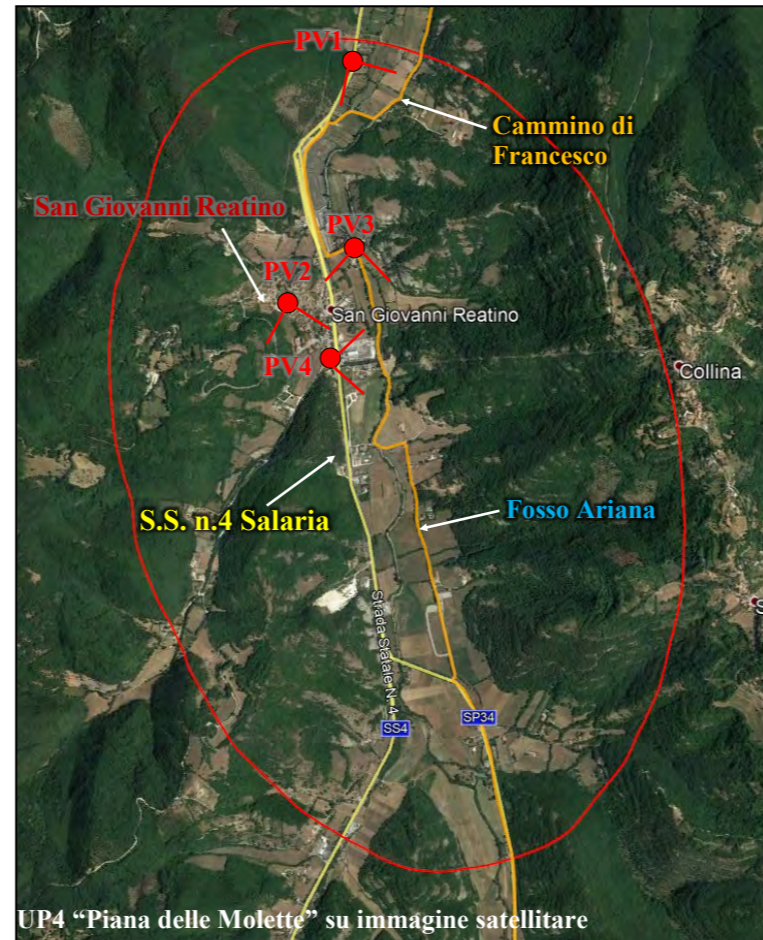 PV1
Cammino di
Francesco
San Giovanni Reatino
PV3
PV2
San Giovanni Reatino
PV4
Collina
S.S. n.4 Salaria
Fosso Ariana
S
Strada Statale N. 4
SP34
SS4
UP4 “Piana delle Molette” su immagine satellitare